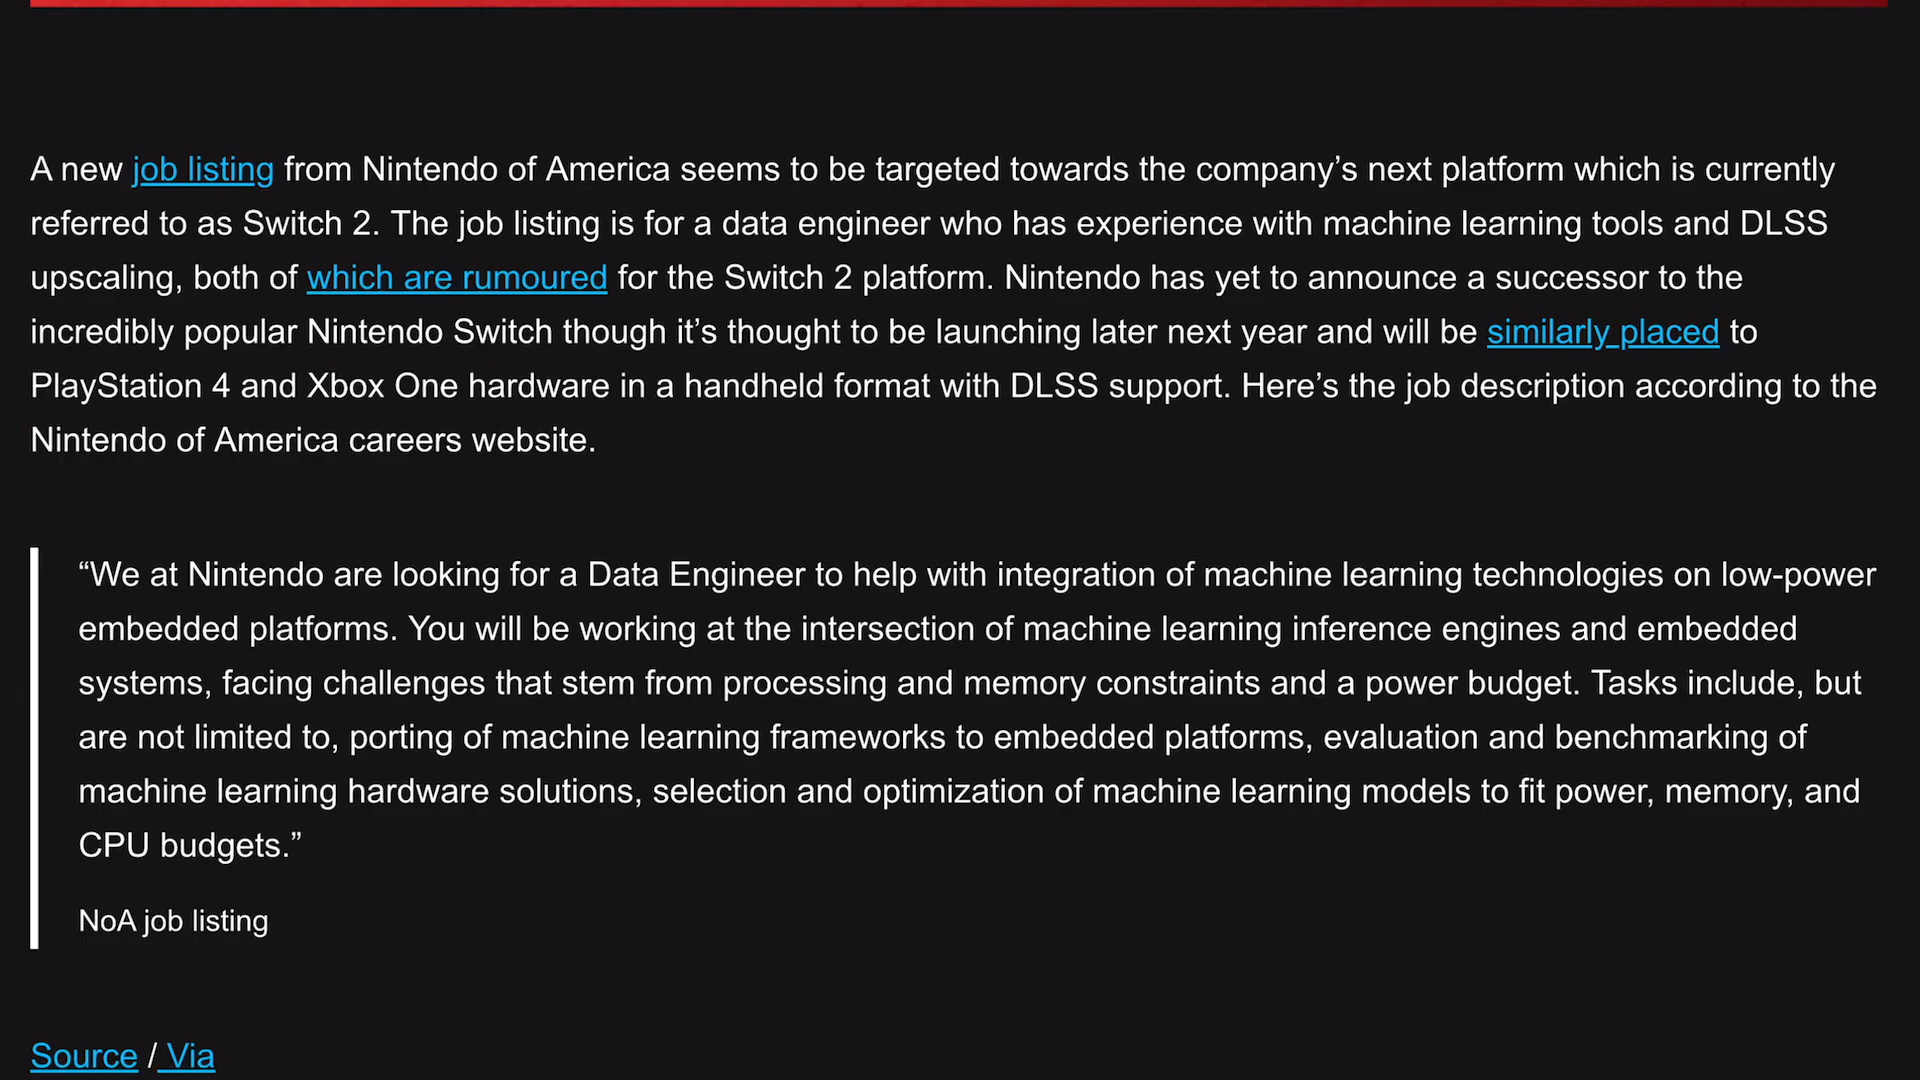 A new job listing from Nintendo of America seems to be targeted towards the company’s next platform which is currently
referred to as Switch 2. The job listing is for a data engineer who has experience with machine learning tools and DLSS
upscaling, both of which are rumoured for the Switch 2 platform. Nintendo has yet to announce a successor to the
incredibly popular Nintendo Switch though it’s thought to be launching later next year and will be similarly placed to
PlayStation 4 and Xbox One hardware in a handheld format with DLSS support. Here’s the job description according to the
Nintendo of America careers website.
“We at Nintendo are looking for a Data Engineer to help with integration of machine learning technologies on low-power
embedded platforms. You will be working at the intersection of machine learning inference engines and embedded
systems, facing challenges that stem from processing and memory constraints and a power budget. Tasks include, but
are not limited to, porting of machine learning frameworks to embedded platforms, evaluation and benchmarking of
machine learning hardware solutions, selection and optimization of machine learning models to fit power, memory, and
CPU budgets.”
NoA job listing
Source / Via